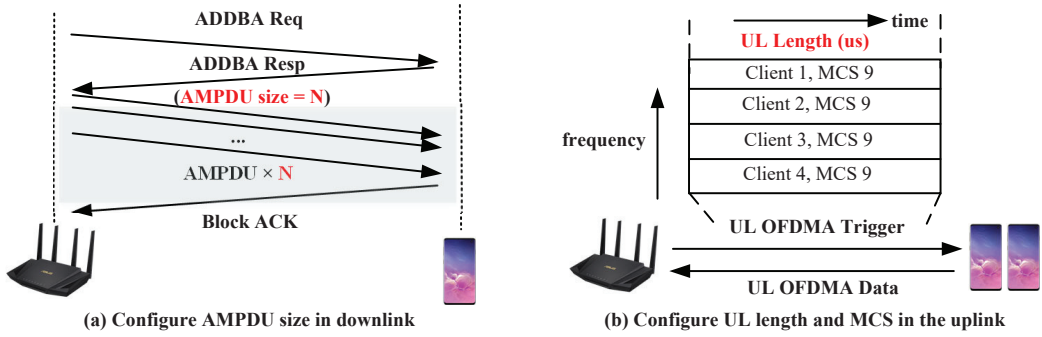 ADDBA Req
ADDBA Resp
(AMPDU size = N)
...
AMPDU × N
Block ACK
(a) Configure AMPDU size in downlink
time
UL Length (us)
Client 1, MCS 9
Client 2, MCS 9
Client 3, MCS 9
Client 4, MCS 9
frequency
UL OFDMA Trigger
UL OFDMA Data
(b) Configure UL length and MCS in the uplink